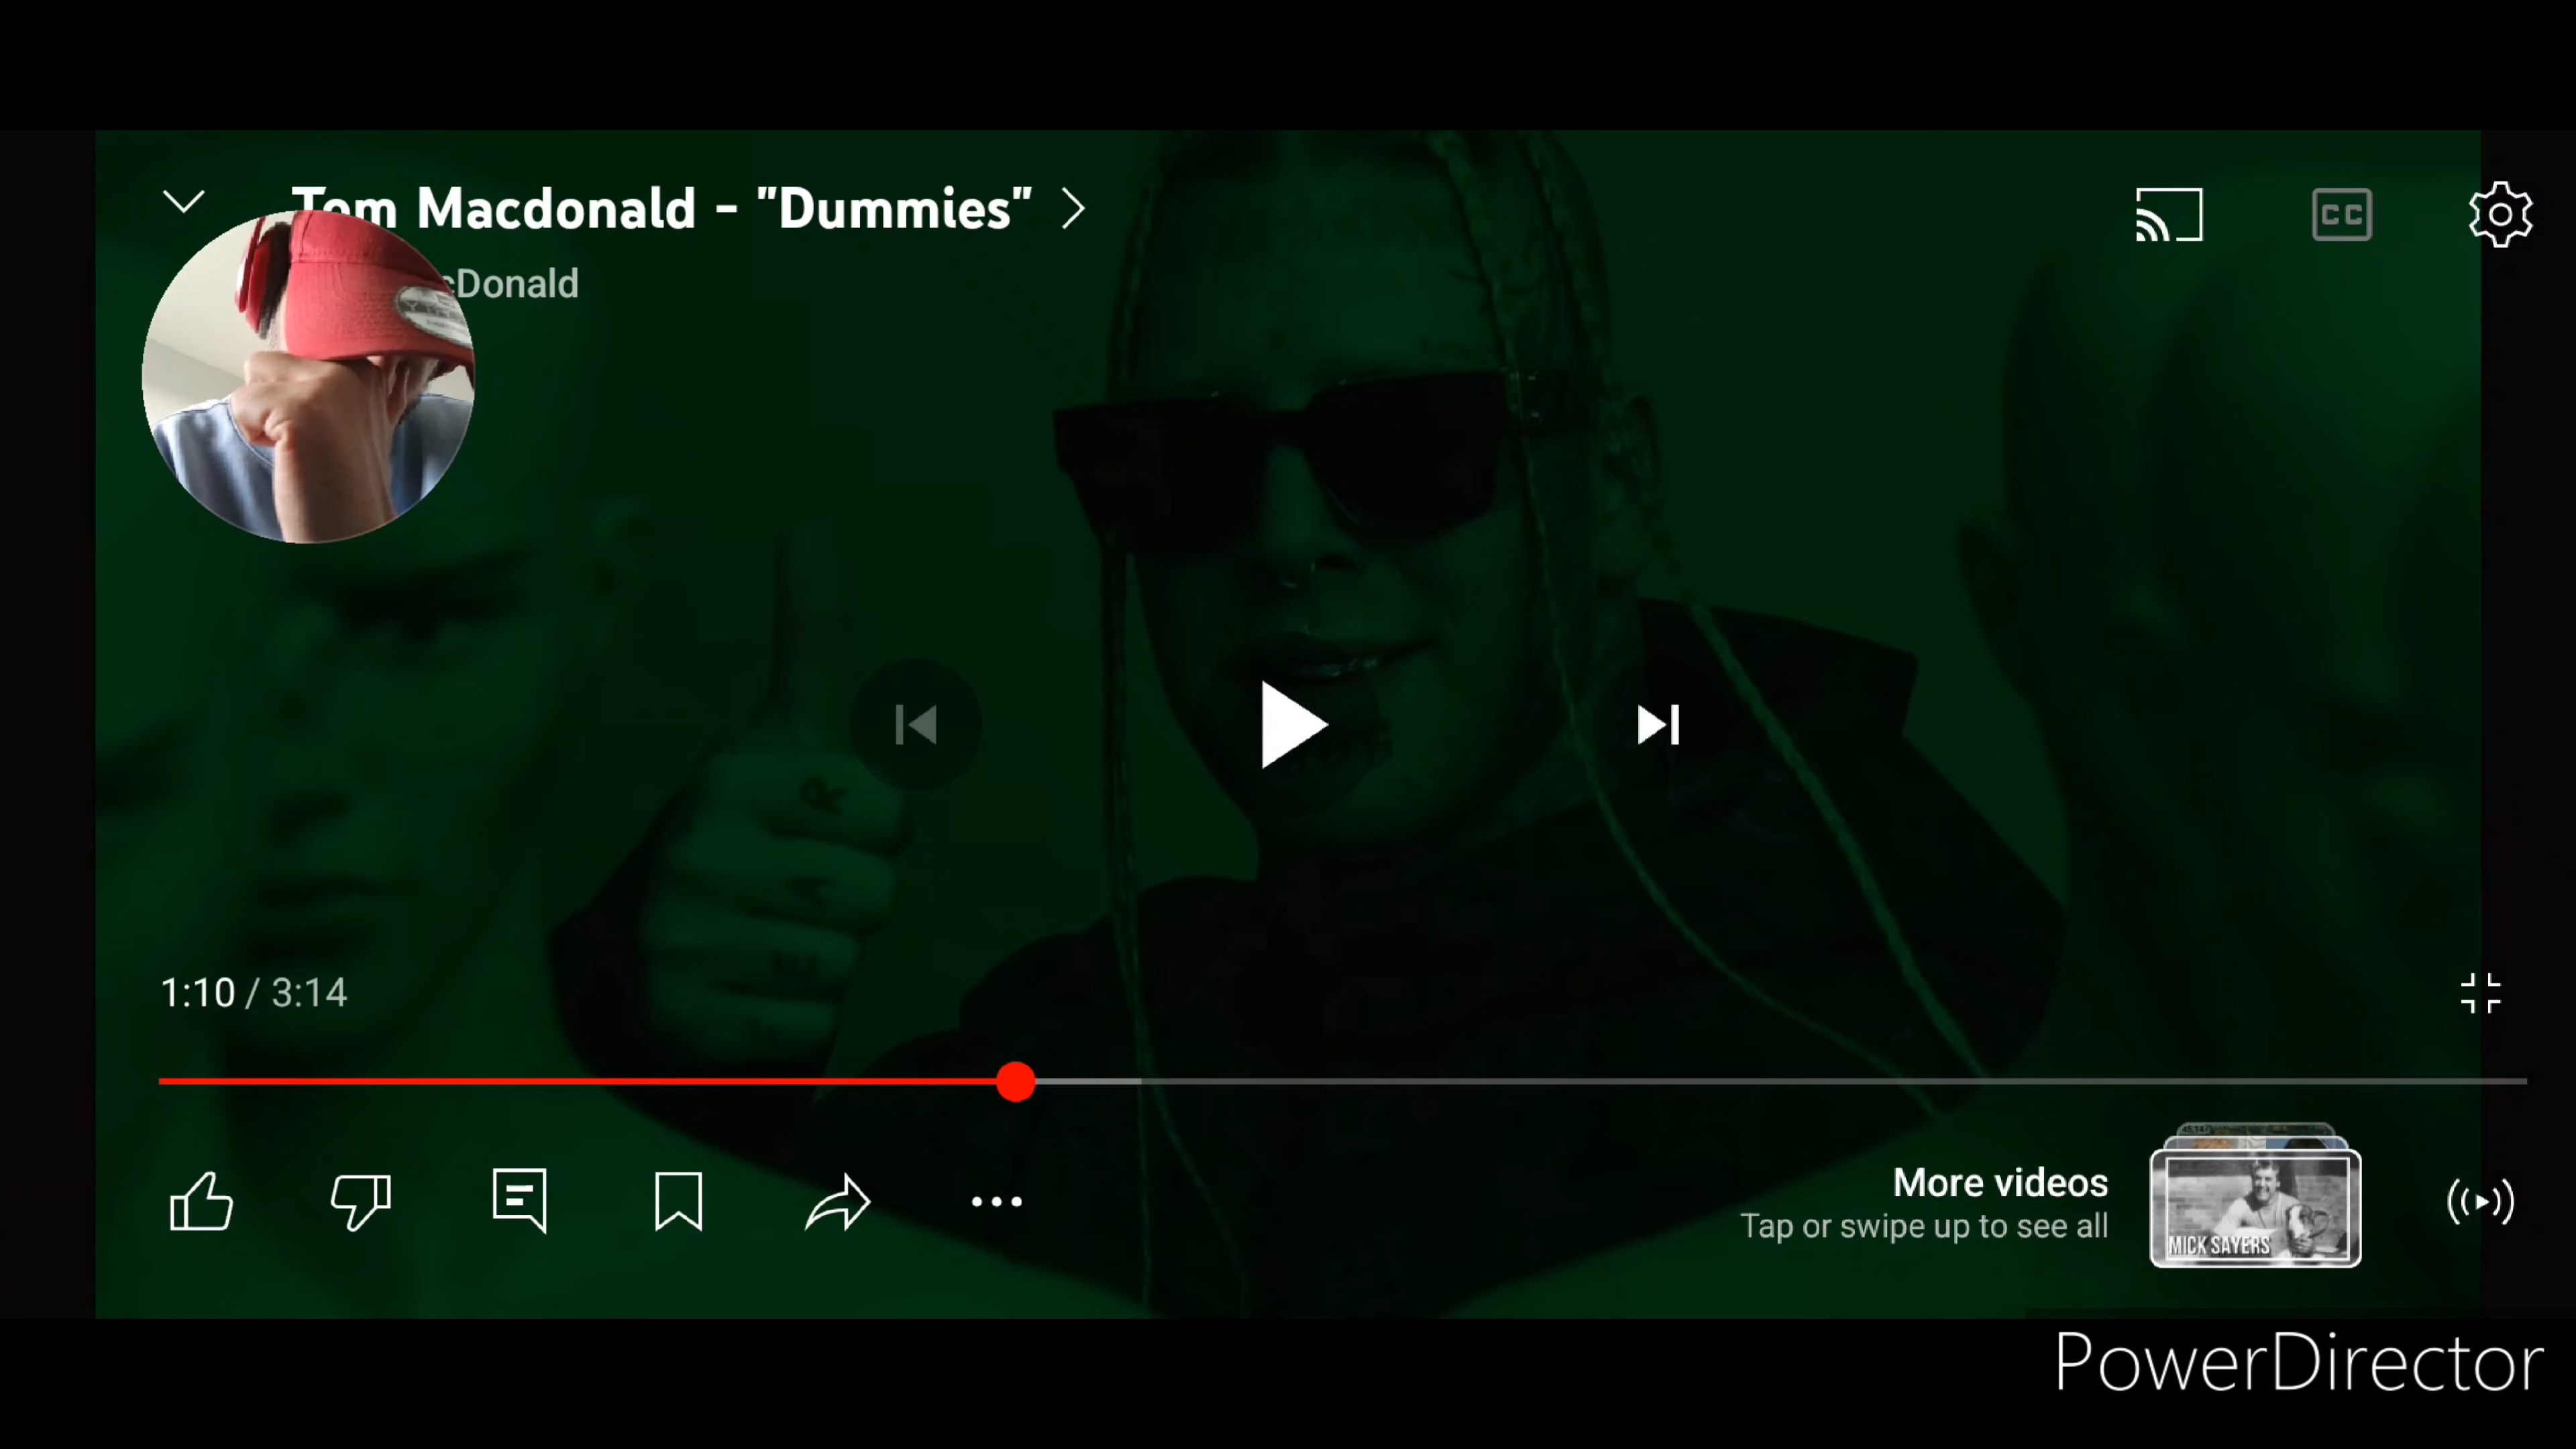 Tom Macdonald - "Dummies"
cDonald
CC
1:10 / 3:14
More videos
Tap or swipe up to see all
MICK SAYERS
PowerDirector